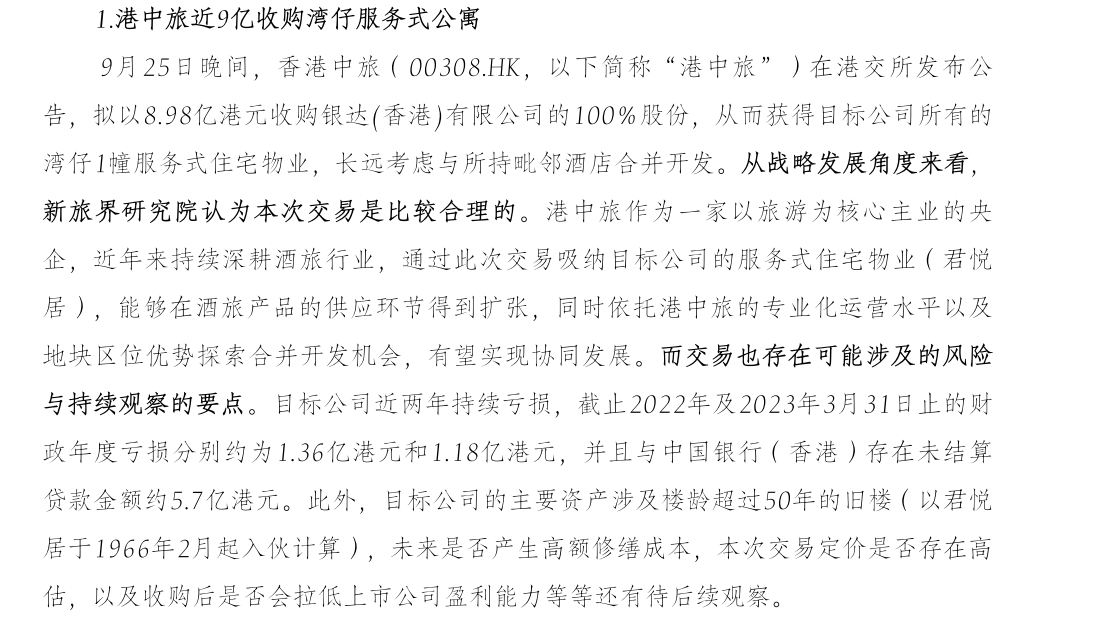 1.港中旅近9亿收购湾仔服务式公寓
9月25日晚间，香港中旅（00308.HK，以下简称“港中旅”）在港交所发布公
告，拟以8.98亿港元收购银达(香港)有限公司的100%股份，从而获得目标公司所有的
湾仔1幢服务式住宅物业，长远考虑与所持毗邻酒店合并开发。从战略发展角度来看，
新旅界研究院认为本次交易是比较合理的。港中旅作为一家以旅游为核心主业的央
企，近年来持续深耕酒旅行业，通过此次交易吸纳目标公司的服务式住宅物业（君悦
居），能够在酒旅产品的供应环节得到扩张，同时依托港中旅的专业化运营水平以及
地块区位优势探索合并开发机会，有望实现协同发展。而交易也存在可能涉及的风险
与持续观察的要点。目标公司近两年持续亏损，截止2022年及2023年3月31日止的财
政年度亏损分别约为1.36亿港元和1.18亿港元，并且与中国银行（香港）存在未结算
贷款金额约5.7亿港元。此外，目标公司的主要资产涉及楼龄超过50年的旧楼（以君悦
居于1966年2月起入伙计算），未来是否产生高额修缮成本，本次交易定价是否存在高
估，以及收购后是否会拉低上市公司盈利能力等等还有待后续观察。